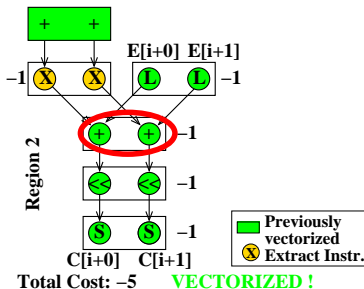 + +
E[i+0] E[i+1]
−1 X X L L −1
+ + −1
<< << −1
S S −1
C[i+0] C[i+1]
Region 2
Previously
vectorized
X Extract Instr.
Total Cost: −5 VECTORIZED !